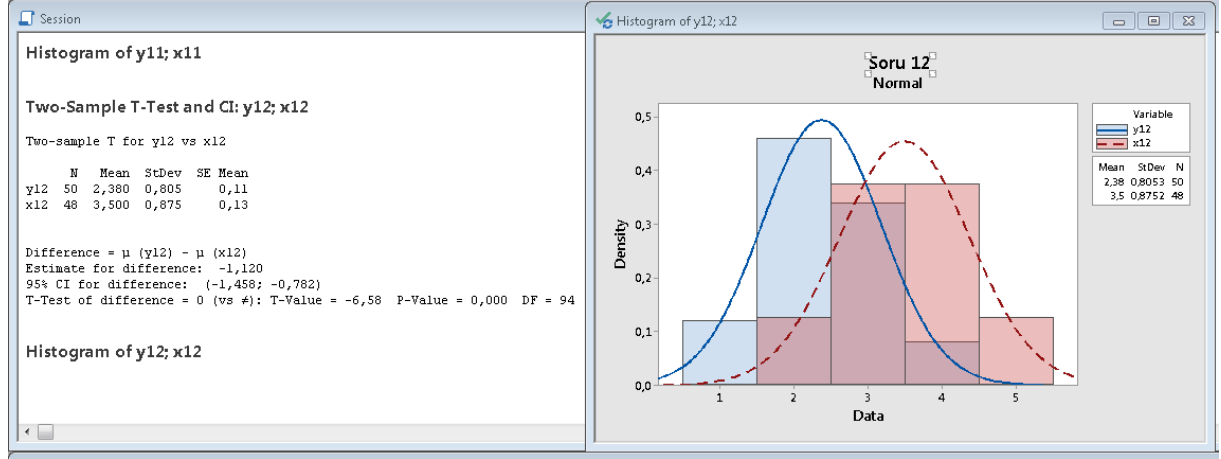 Session
Histogram of y11; x11
Two-Sample T-Test and CI: y12; x12
Two-sample T for y12 vs x12
N Mean StDev SE Mean
y12 50 2,380 0,805 0,11
x12 48 3,500 0,875 0,13
Difference = μ (y12) - μ (x12)
Estimate for difference: -1,120
95% CI for difference: (-1,458; -0,782)
T-Test of difference = 0 (vs ≠): T-Value = -6,58 P-Value = 0,000 DF = 94
Histogram of y12; x12
Histogram of y12; x12
Soru 12
Normal
0,5
0,4
0,3
0,2
0,1
0,0
Density
1 2 3 4 5
Data
Variable
y12
x12
Mean StDev N
2,38 0,8053 50
3,5 0,8752 48